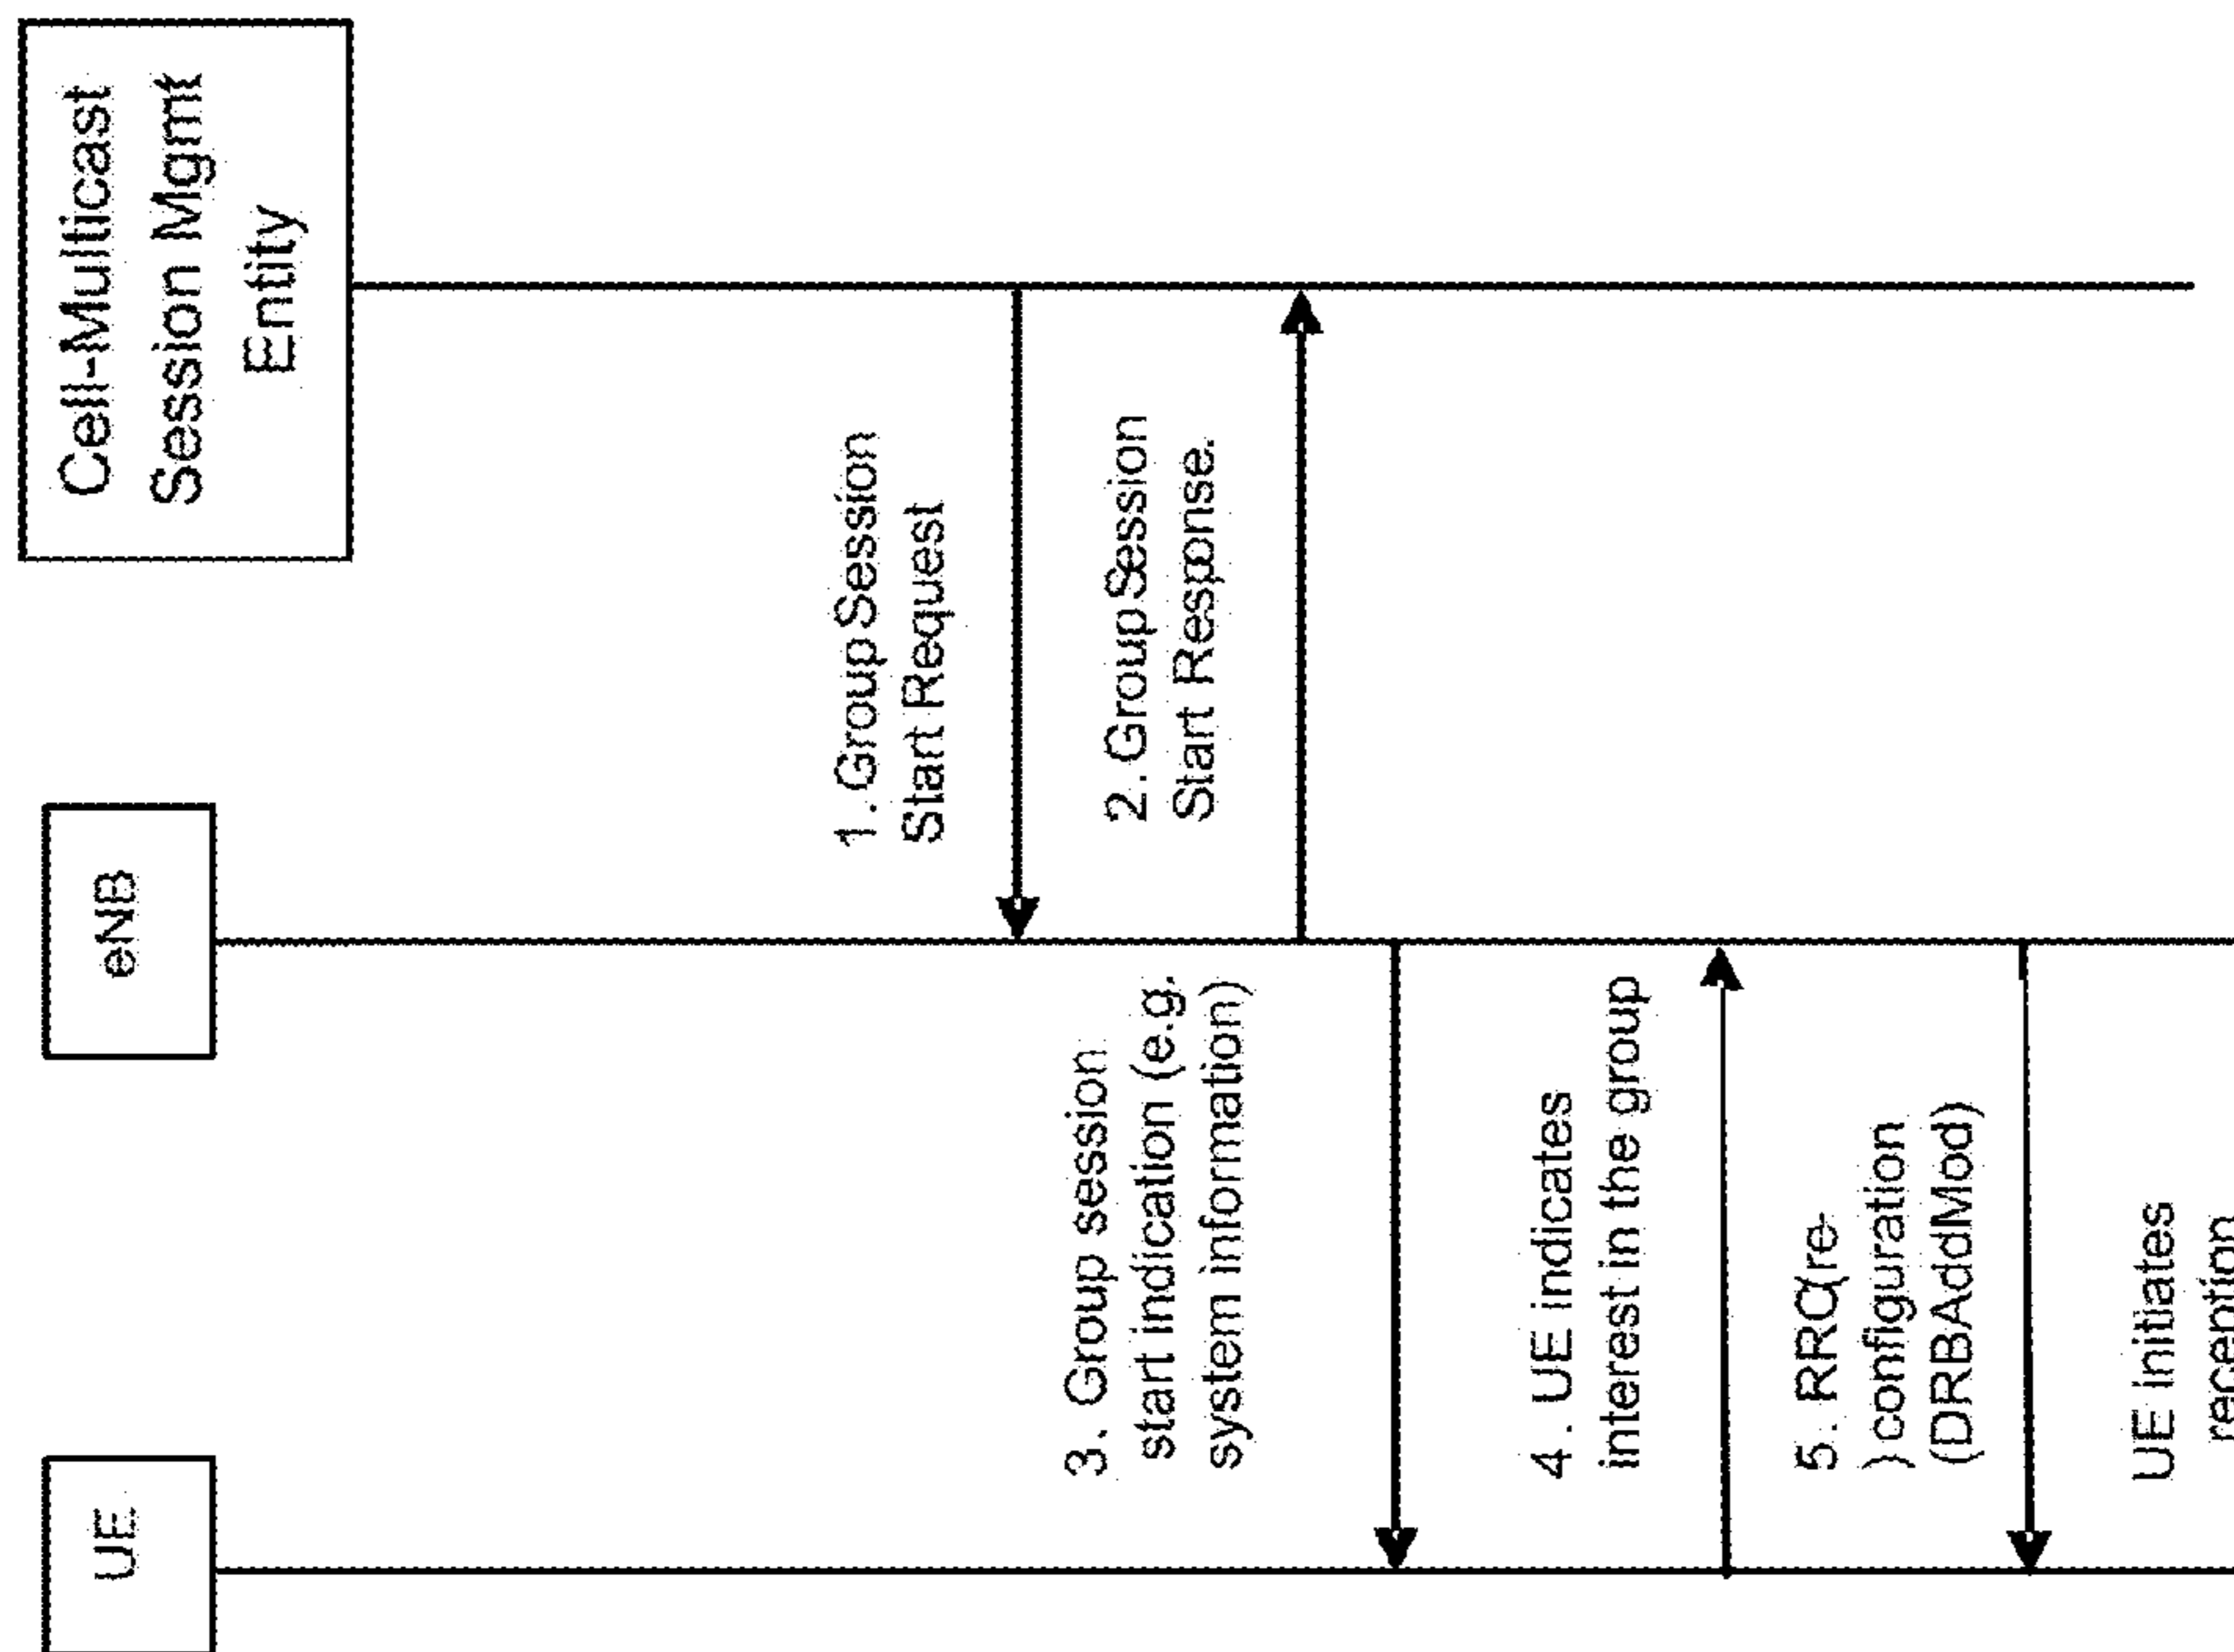 UE
eNB
Cell-Multicast
Session Mgmt
Entity
1. Group Session
Start Request
2. Group Session
Start Response.
3. Group session
start indication (e.g.
system information)
4. UE indicates
interest in the group
5. RRC(re-
) configuration
(DRBAddMod)
UE initiates
reception